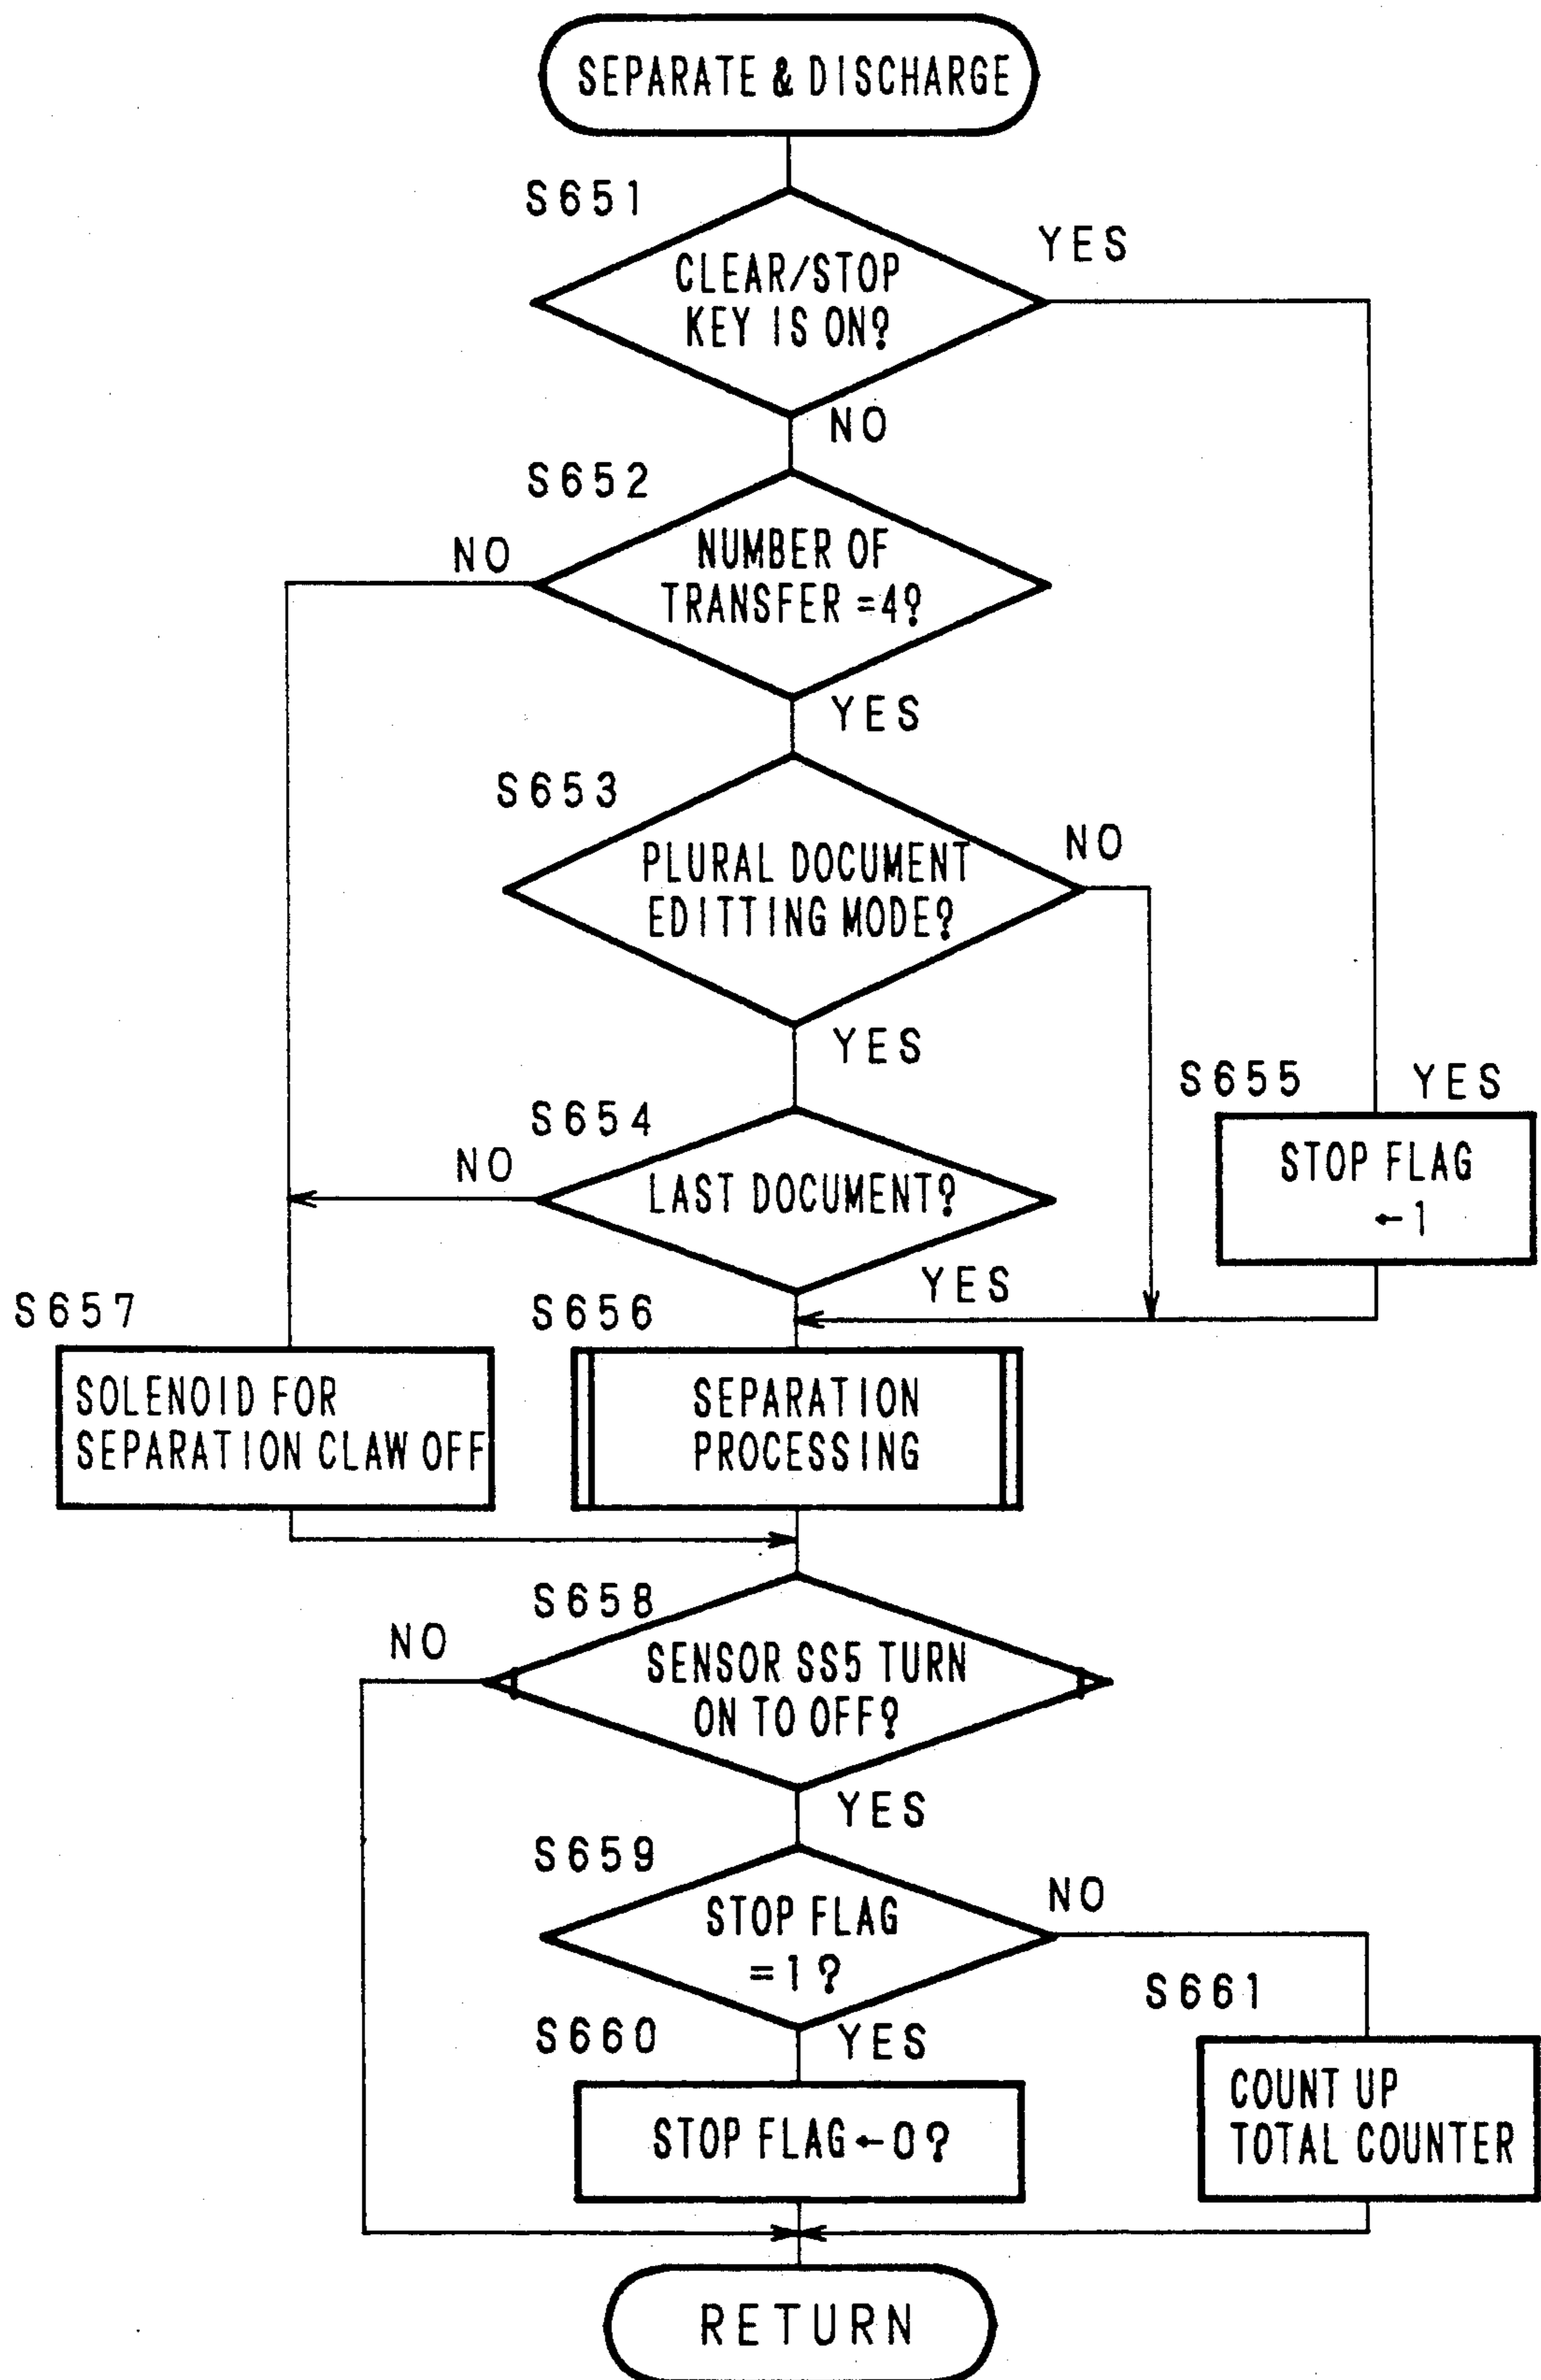 SEPARATE & DISCHARGE
S651
YES
CLEAR/STOP
KEY IS ON?
NO
S652
NO
NUMBER OF
TRANSFER =4?
YES
S653
NO
PLURAL DOCUMENT
EDITTING MODE?
YES
S655
YES
S654
NO
LAST DOCUMENT?
STOP FLAG
←1
YES
S657
S656
SOLENOID FOR
SEPARATION CLAW OFF
SEPARATION
PROCESSING
S658
NO
SENSOR SS5 TURN
ON TO OFF?
YES
S659
NO
STOP FLAG
=1?
S661
S660
YES
COUNT UP
TOTAL COUNTER
STOP FLAG←0?
RETURN